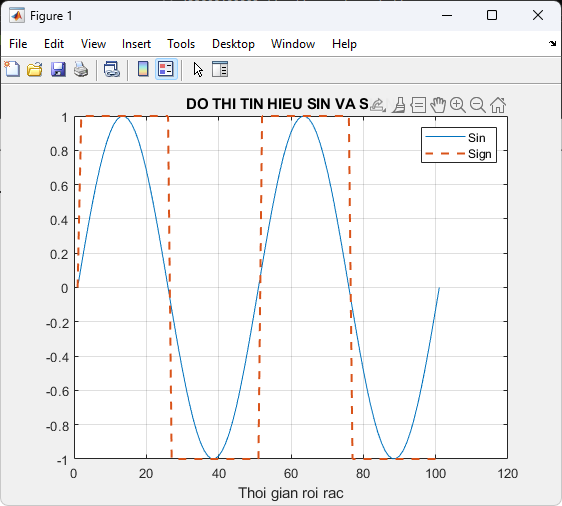 Figure 1
File Edit View Insert Tools Desktop Window Help
DO THI TIN HIEU SIN VA S
1
0.8
0.6
0.4
0.2
0
-0.2
-0.4
-0.6
-0.8
-1
Sin
Sign
0 20 40 60 80 100 120
Thoi gian roi rac